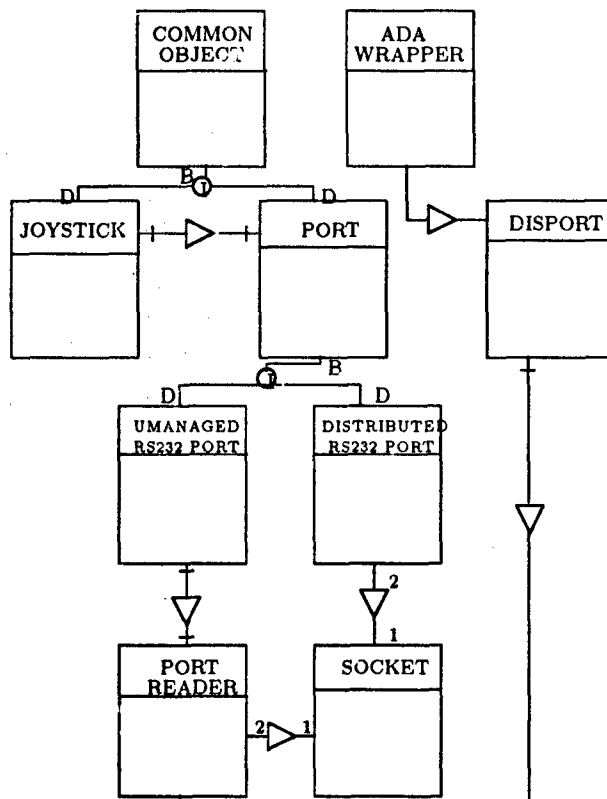 COMMON
OBJECT
ADA
WRAPPER
B
I
D
D
JOYSTICK
PORT
DISPORT
B
I
D
D
UMANAGED
RS232 PORT
DISTRIBUTED
RS232 PORT
2
1
PORT
READER
SOCKET
2
1